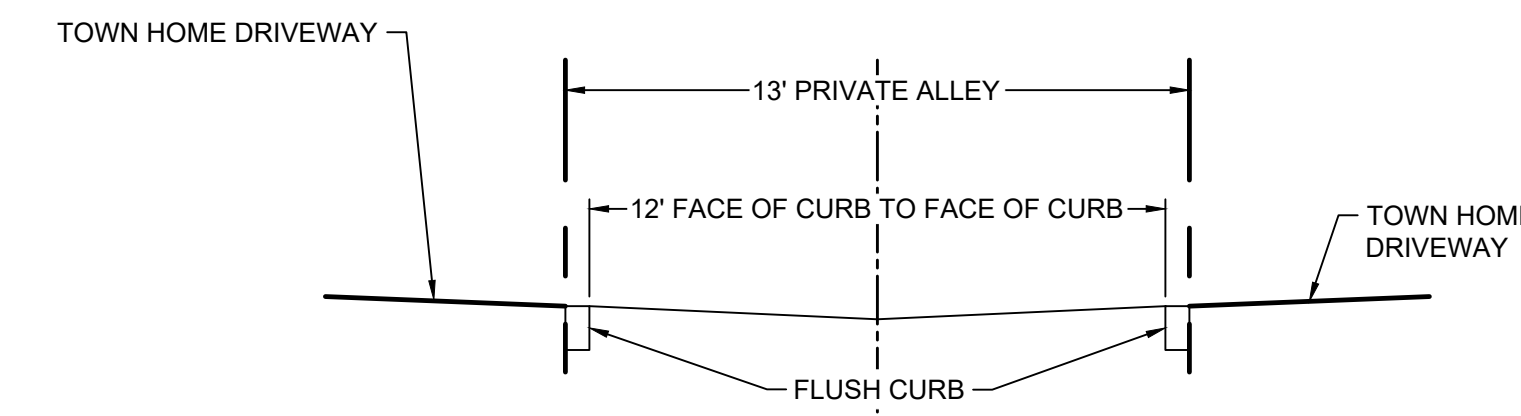 TOWN HOME DRIVEWAY
13' PRIVATE ALLEY
12' FACE OF CURB TO FACE OF CURB
TOWN HOM
DRIVEWAY
FLUSH CURB